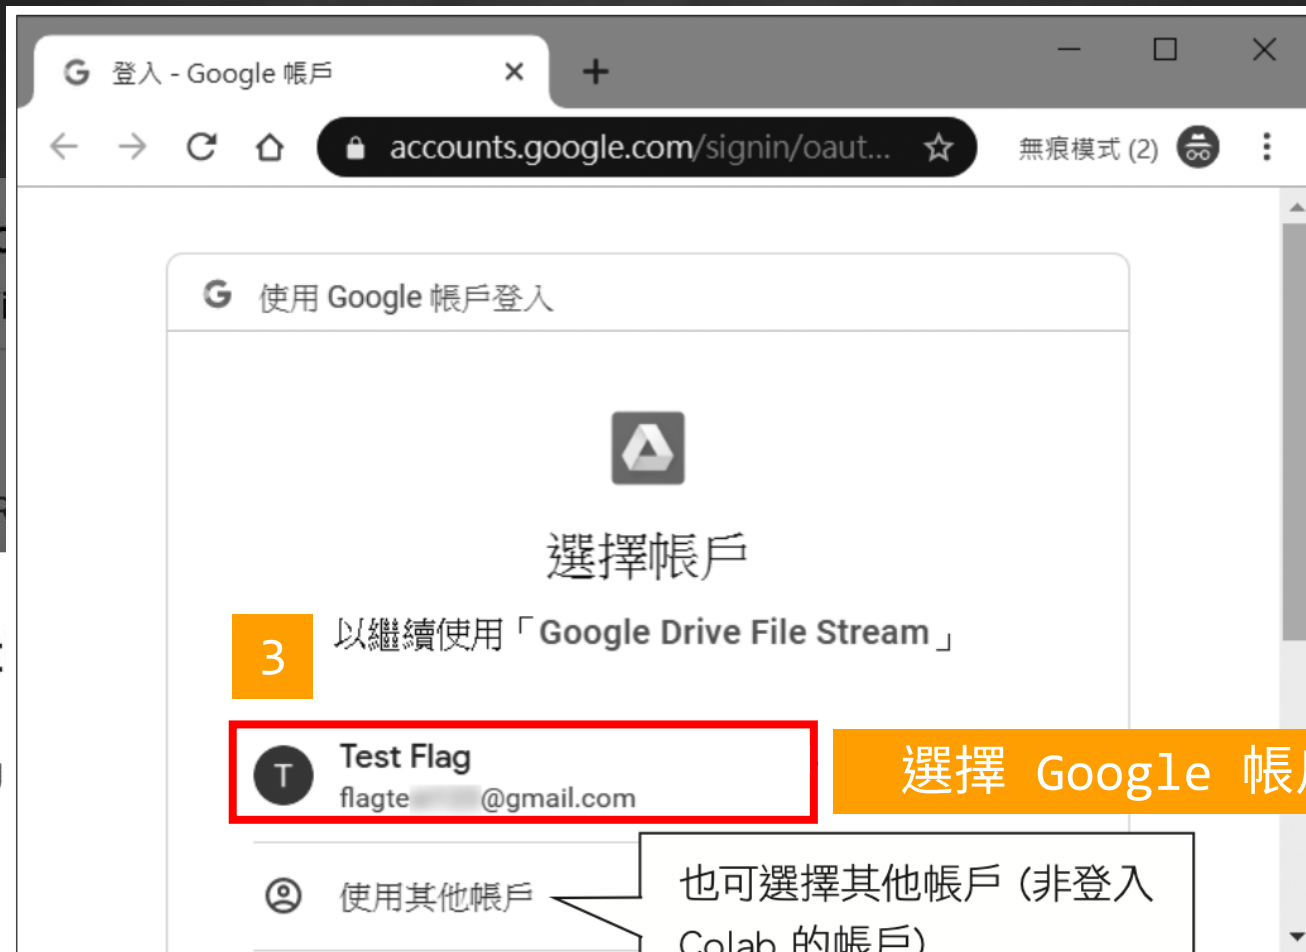 登入 - Google 帳戶
accounts.google.com/signin/oaut...
無痕模式 (2)
G 使用 Google 帳戶登入
選擇帳戶
以繼續使用「Google Drive File Stream」
3
T
Test Flag
flagte @gmail.com
選擇 Google 帳
使用其他帳戶
也可選擇其他帳戶 (非登入
Colab 的帳戶)